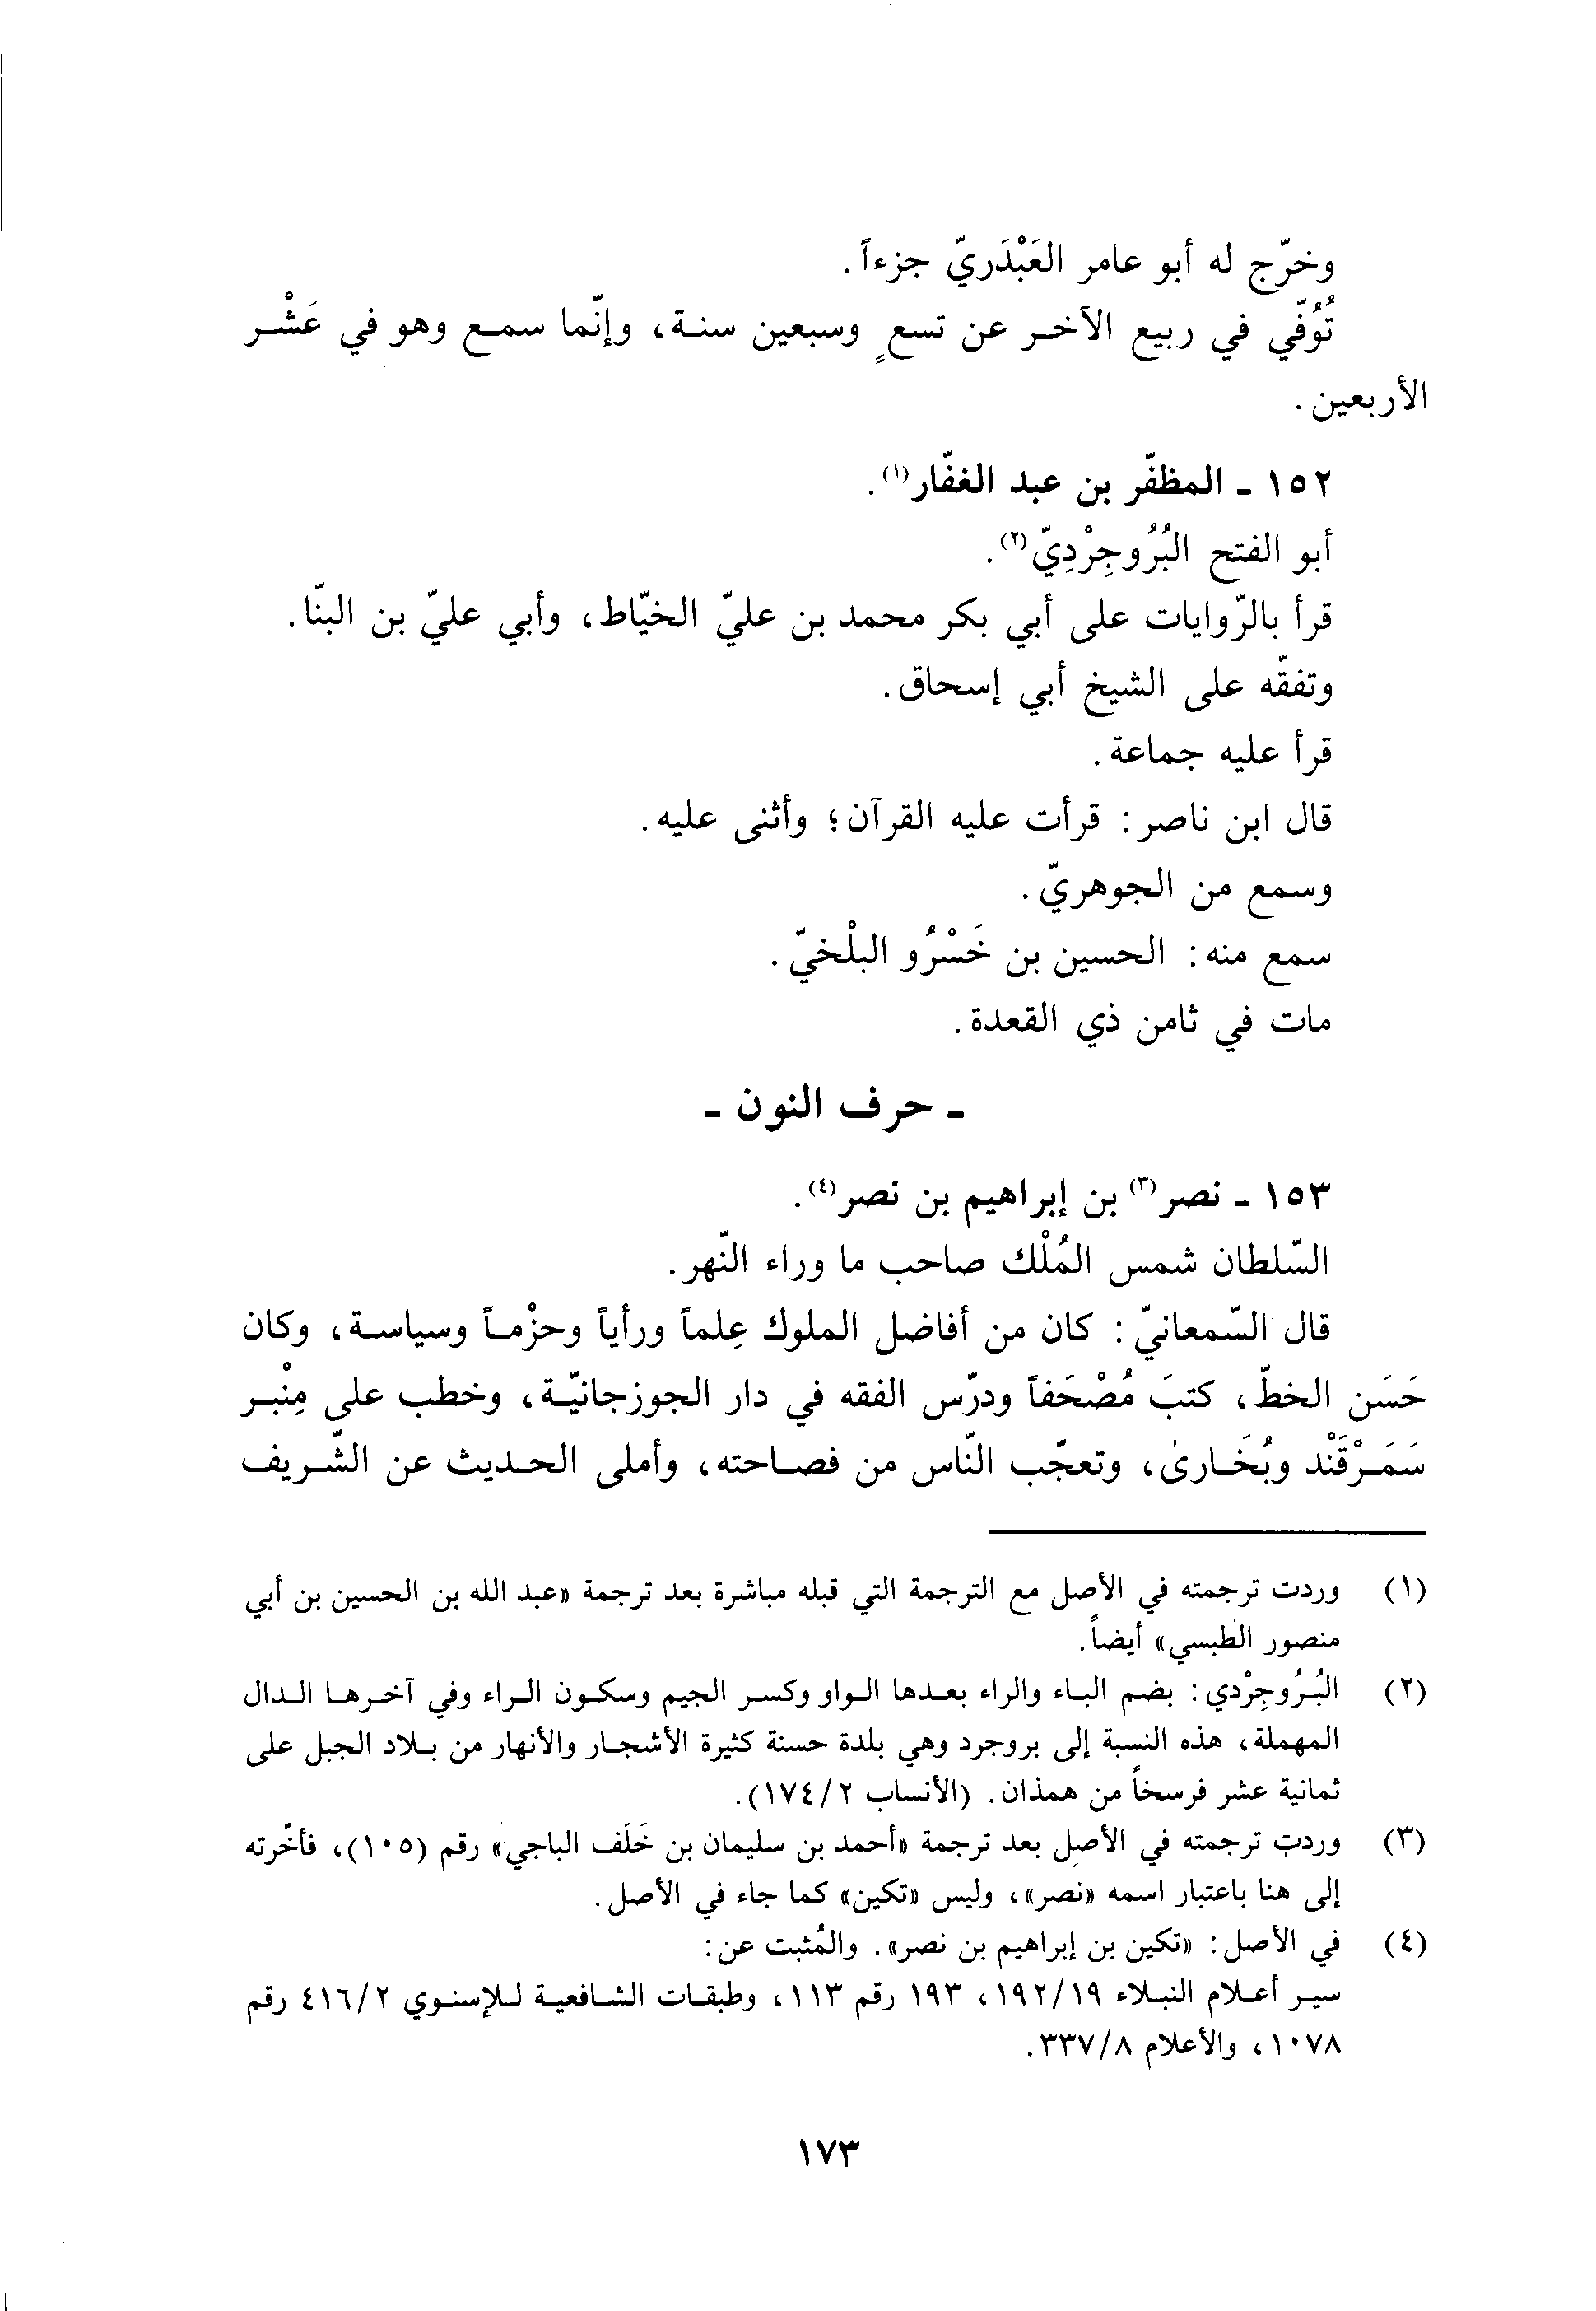 وخرّج له أبو عامر العَبْدَريّ جزءاً.
تُوُفّي في ربيع الآخر عن تسعٍ وسبعين سنة، وإنّما سمع وهو في عَشْر
الأربعين.
١٥٢ - المظفّر بن عبد الغفّار(١).
أبو الفتح البُرُوجِرْدِيّ(٢).
قرأ بالرّوايات على أبي بكر محمد بن عليّ الخيّاط، وأبي عليّ بن البنّا.
وتفقّه على الشيخ أبي إسحاق.
قرأ عليه جماعة.
قال ابن ناصر: قرأت عليه القرآن؛ وأثنى عليه.
وسمع من الجوهريّ.
سمع منه: الحسين بن خَسْرُو البلْخيّ.
مات في ثامن ذي القعدة.
- حرف النون -
١٥٣ - نصر(٣) بن إبراهيم بن نصر(٤).
السّلطان شمس المُلْك صاحب ما وراء النّهر.
قال السّمعانيّ: كان من أفاضل الملوك عِلماً ورأياً وحزْماً وسياسة، وكان
حَسَن الخطّ، كتبَ مُصْحَفاً ودرّس الفقه في دار الجوزجانيّة، وخطب على مِنْبر
سَمَرْقَنْد وبُخَارىٰ، وتعجّب النّاس من فصاحته، وأملى الحديث عن الشّريف
(١) وردت ترجمته في الأصل مع الترجمة التي قبله مباشرة بعد ترجمة «عبد الله بن الحسين بن أبي
منصور الطبسي» أيضاً.
(٢) البُرُوجِرْدي: بضم الباء والراء بعدها الواو وكسر الجيم وسكون الراء وفي آخرها الدال
المهملة، هذه النسبة إلى بروجرد وهي بلدة حسنة كثيرة الأشجار والأنهار من بلاد الجبل على
ثمانية عشر فرسخاً من همذان. (الأنساب ٢/١٧٤).
(٣) وردت ترجمته في الأصل بعد ترجمة «أحمد بن سليمان بن خَلَف الباجي» رقم (١٠٥)، فأخّرته
إلى هنا باعتبار اسمه «نصر»، وليس «تكين» كما جاء في الأصل.
(٤) في الأصل: «تكين بن إبراهيم بن نصر». والمُثبت عن:
سير أعلام النبلاء ١٩/١٩٢، ١٩٣ رقم ١١٣، وطبقات الشافعية للإسنوي ٢/٤١٦ رقم
١٠٧٨، والأعلام ٨/٣٣٧.
١٧٣